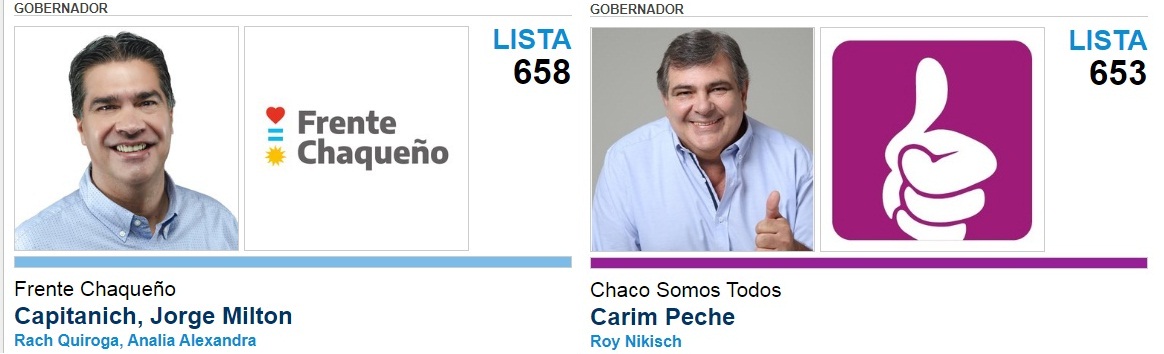 GOBERNADOR
LISTA
658
Frente
Chaqueño
Frente Chaqueño
Capitanich, Jorge Milton
Rach Quiroga, Analia Alexandra
GOBERNADOR
LISTA
653
Chaco Somos Todos
Carim Peche
Roy Nikisch